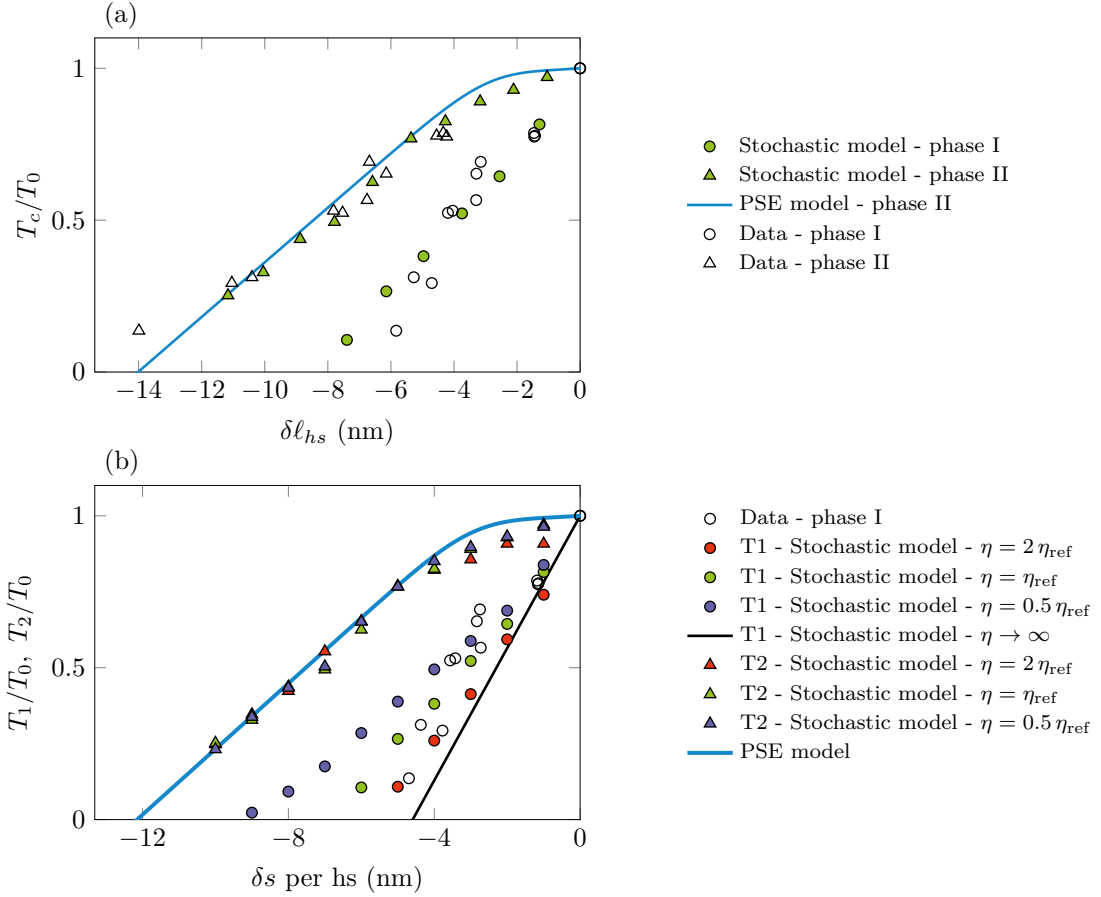 (a)
1
0.5
0
T_c/T_0
−14 −12 −10 −8 −6 −4 −2 0
δℓ_{hs} (nm)
Stochastic model - phase I
Stochastic model - phase II
PSE model - phase II
Data - phase I
Data - phase II
(b)
1
0.5
0
T_1/T_0, T_2/T_0
−12 −8 −4 0
δs per hs (nm)
Data - phase I
T1 - Stochastic model - η = 2 η_ref
T1 - Stochastic model - η = η_ref
T1 - Stochastic model - η = 0.5 η_ref
T1 - Stochastic model - η → ∞
T2 - Stochastic model - η = 2 η_ref
T2 - Stochastic model - η = η_ref
T2 - Stochastic model - η = 0.5 η_ref
PSE model